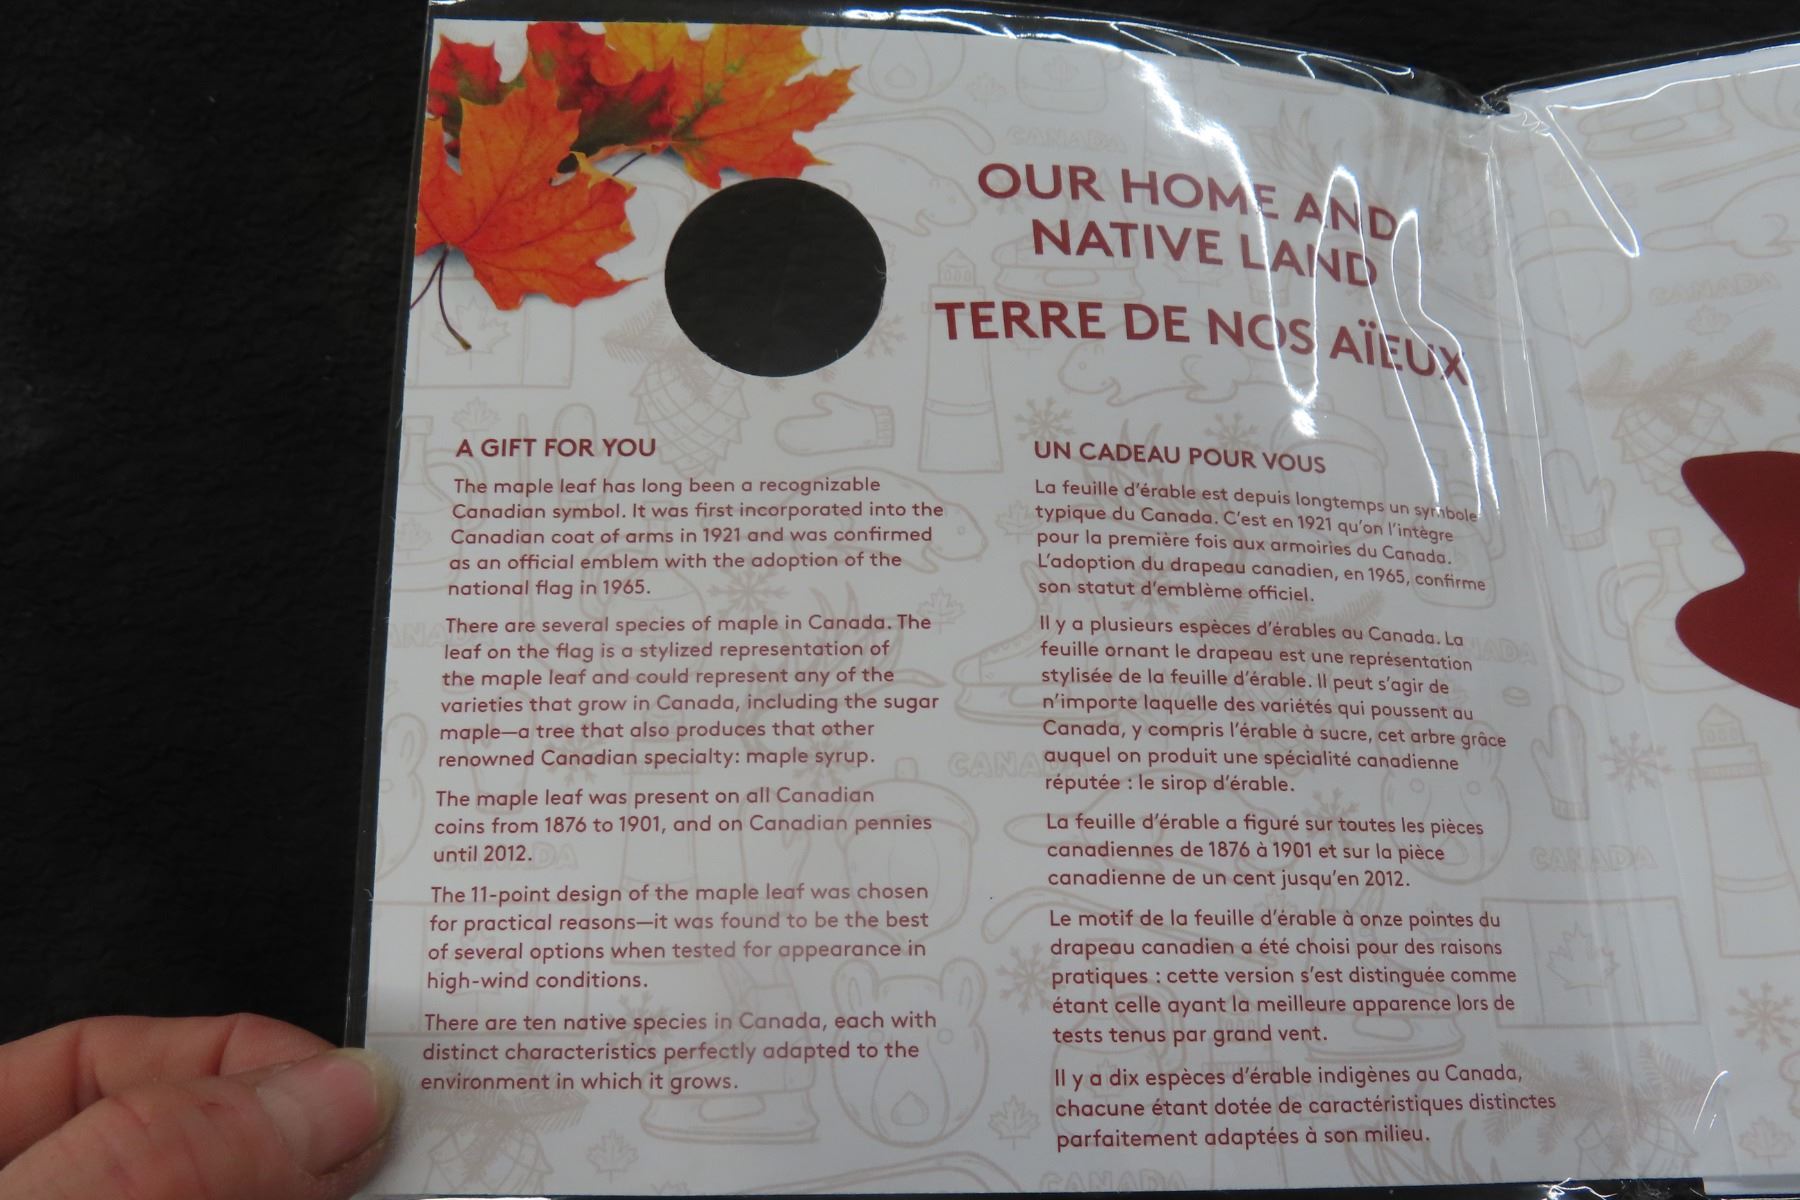 OUR HOME AND
NATIVE LAND
TERRE DE NOS AÏEUX
A GIFT FOR YOU
The maple leaf has long been a recognizable
Canadian symbol. It was first incorporated into the
Canadian coat of arms in 1921 and was confirmed
as an official emblem with the adoption of the
national flag in 1965.
There are several species of maple in Canada. The
leaf on the flag is a stylized representation of
the maple leaf and could represent any of the
varieties that grow in Canada, including the sugar
maple—a tree that also produces that other
renowned Canadian specialty: maple syrup.
The maple leaf was present on all Canadian
coins from 1876 to 1901, and on Canadian pennies
until 2012.
The 11-point design of the maple leaf was chosen
for practical reasons—it was found to be the best
of several options when tested for appearance in
high-wind conditions.
There are ten native species in Canada, each with
distinct characteristics perfectly adapted to the
environment in which it grows.
UN CADEAU POUR VOUS
La feuille d'érable est depuis longtemps un symbole
typique du Canada. C'est en 1921 qu'on l'intègre
pour la première fois aux armoiries du Canada.
L'adoption du drapeau canadien, en 1965, confirme
son statut d'emblème officiel.
Il y a plusieurs espèces d'érables au Canada. La
feuille ornant le drapeau est une représentation
stylisée de la feuille d'érable. Il peut s'agir de
n'importe laquelle des variétés qui poussent au
Canada, y compris l'érable à sucre, cet arbre grâce
auquel on produit une spécialité canadienne
réputée : le sirop d'érable.
La feuille d'érable a figuré sur toutes les pièces
canadiennes de 1876 à 1901 et sur la pièce
canadienne de un cent jusqu'en 2012.
Le motif de la feuille d'érable à onze pointes du
drapeau canadien a été choisi pour des raisons
pratiques : cette version s'est distinguée comme
étant celle ayant la meilleure apparence lors de
tests tenus par grand vent.
Il y a dix espèces d'érable indigènes au Canada,
chacune étant dotée de caractéristiques distinctes
parfaitement adaptées à son milieu.
CANADA
CANADA
CANADA
CANADA
CANADA
CANADA